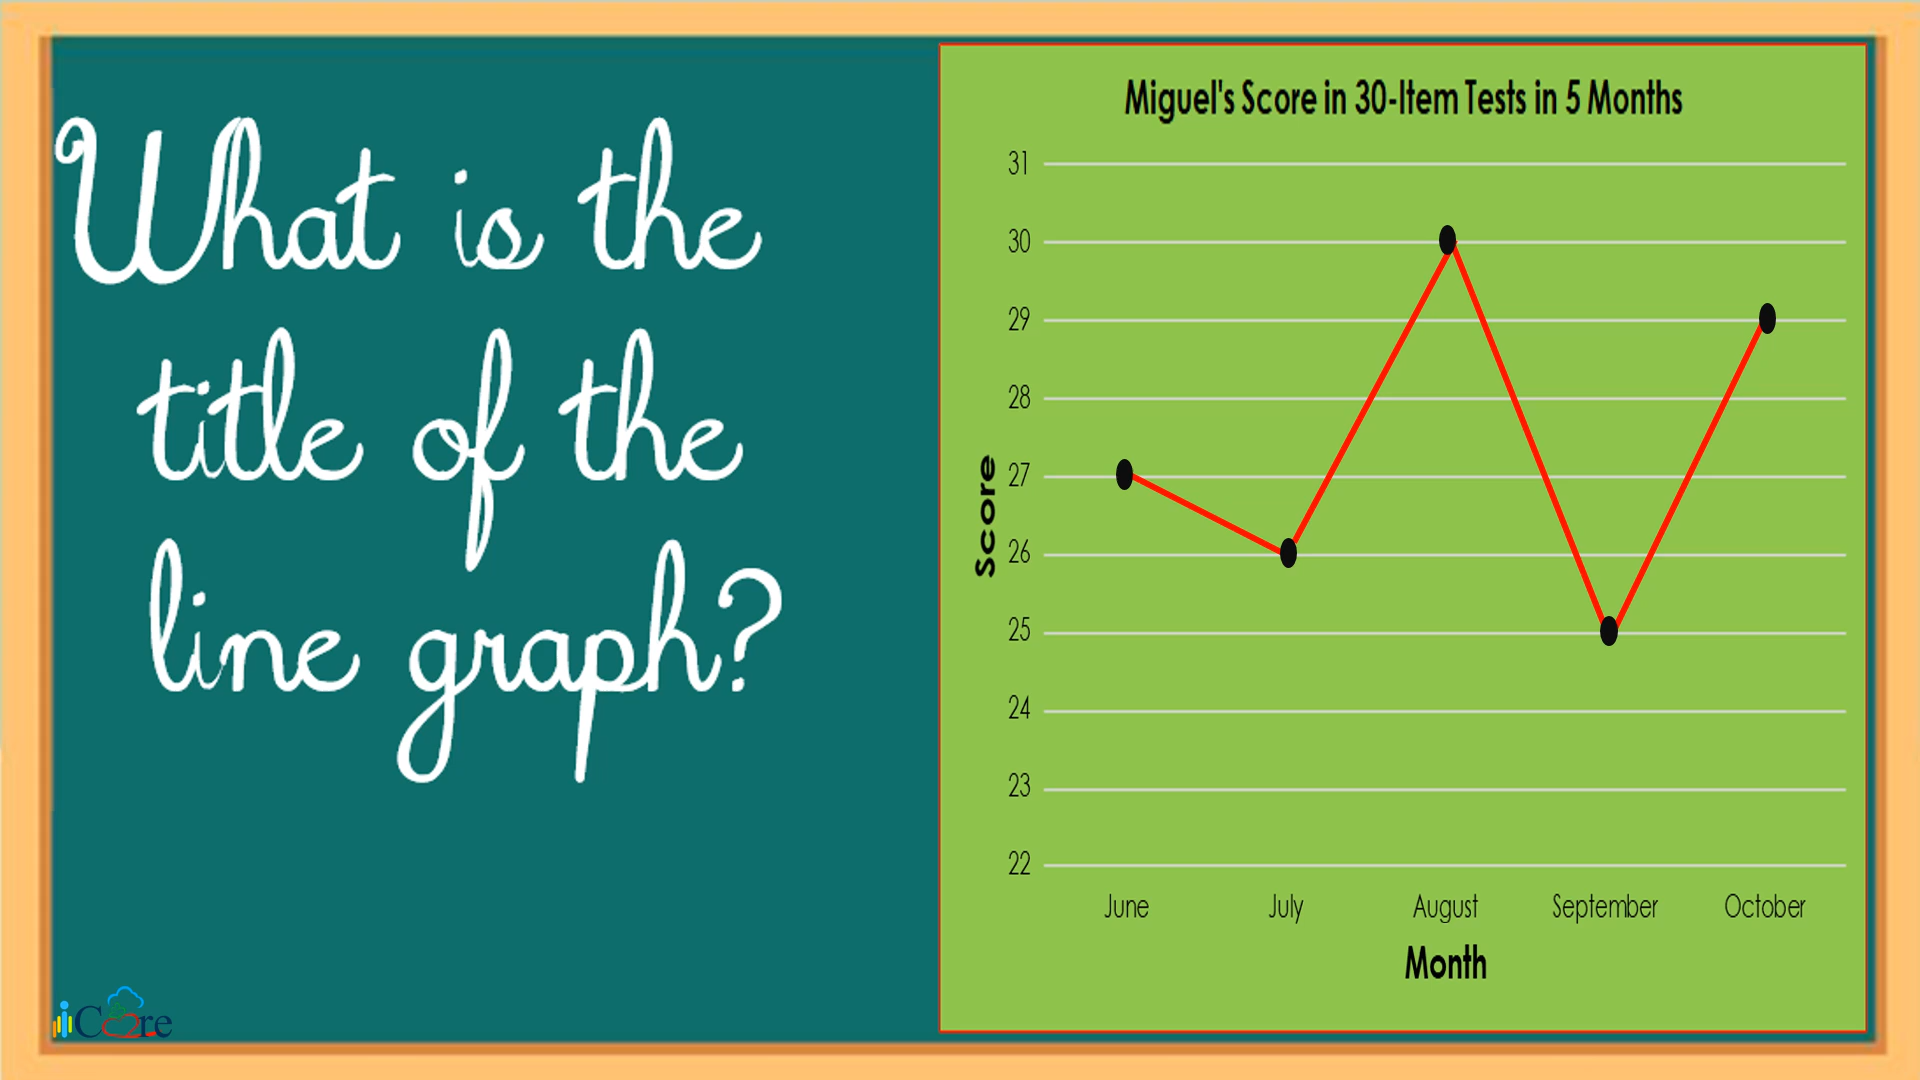 What is the
title of the
line graph?
Miguel's Score in 30-Item Tests in 5 Months
31
30
29
28
27
26
25
24
23
22
Score
June July August September October
Month
iCare